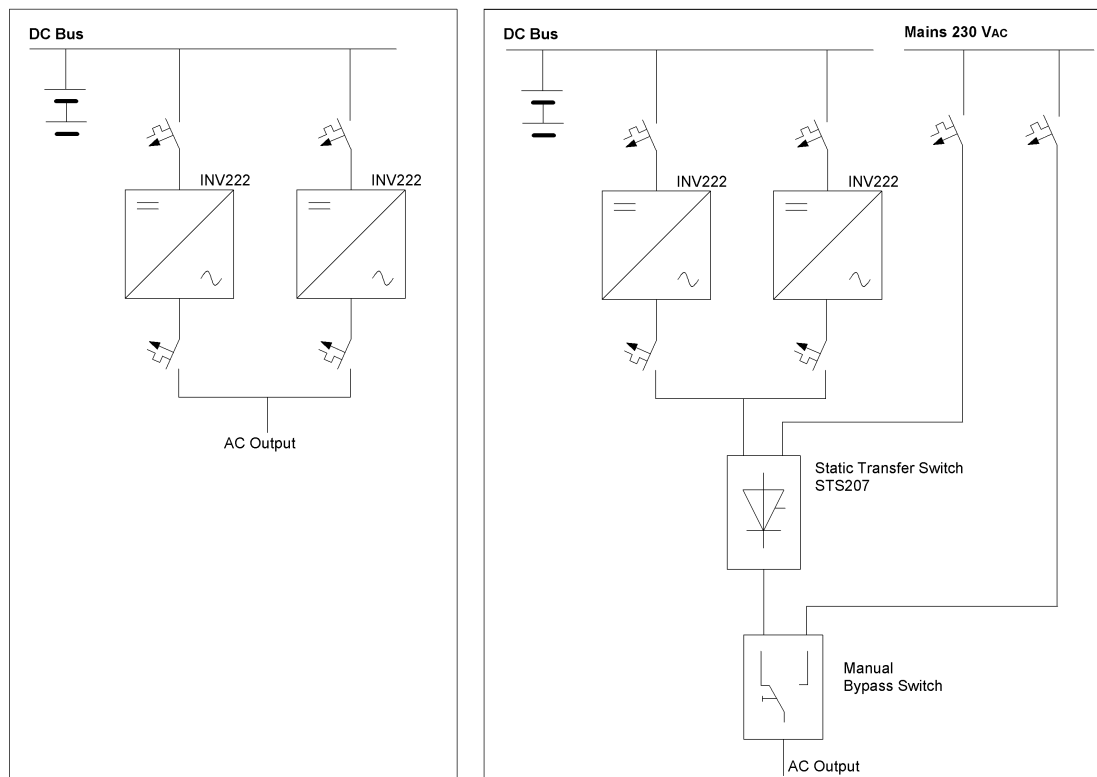 DC Bus
INV222
INV222
AC Output
DC Bus
Mains 230 VAC
INV222
INV222
Static Transfer Switch
STS207
Manual
Bypass Switch
AC Output